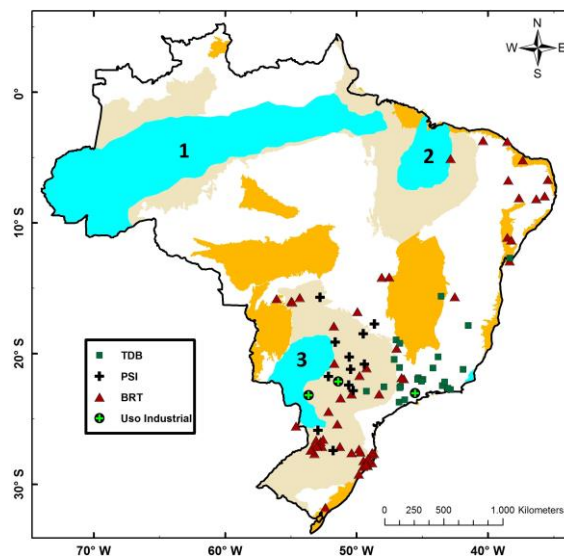 N
W E
S
0°
10°S
20°S
30°S
1
2
3
TDB
PSI
BRT
Uso Industrial
1.000 Kilometers
0 250 500
70°W 60°W 50°W 40°W